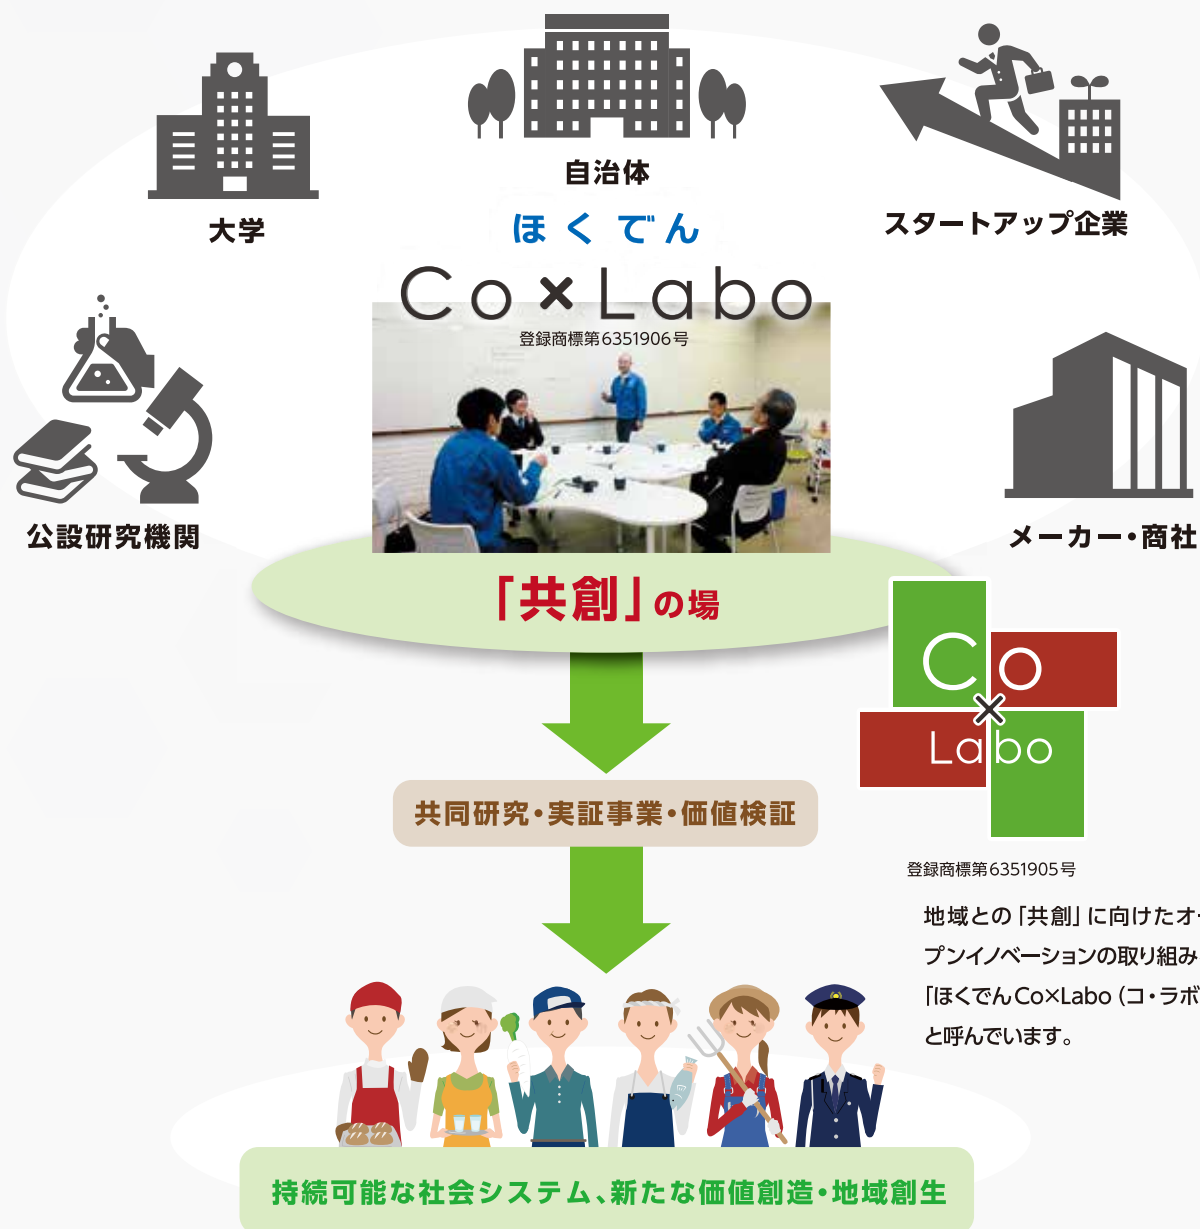 自治体
大学
スタートアップ企業
ほくでん
Co×Labo
登録商標第6351906号
公設研究機関
メーカー・商社
「共創」の場
Co
×
Labo
共同研究・実証事業・価値検証
登録商標第6351905号
地域との「共創」に向けたオー
プンイノベーションの取り組み
「ほくでんCo×Labo(コ・ラボ
と呼んでいます。
持続可能な社会システム、新たな価値創造・地域創生